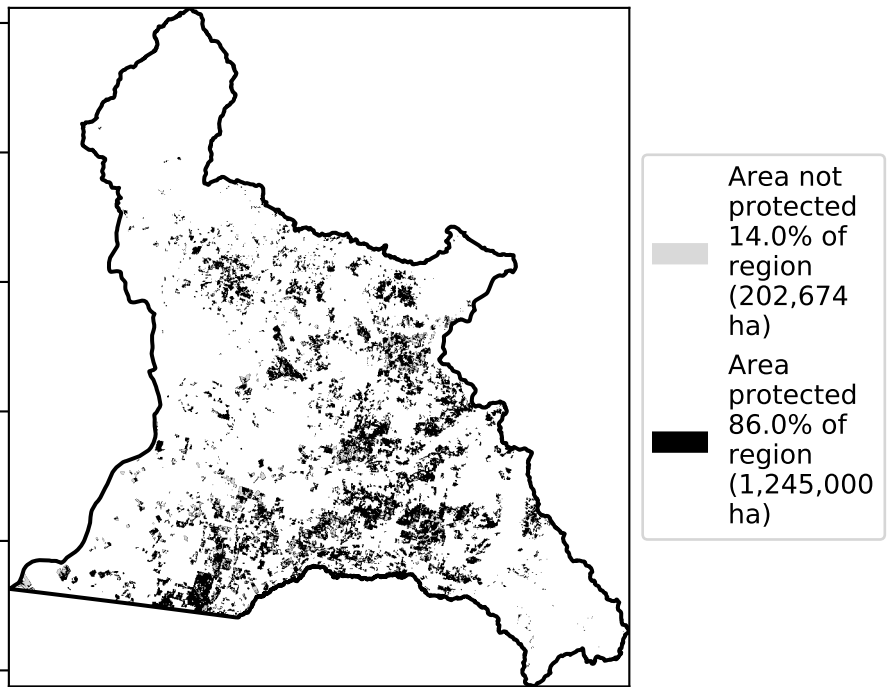 Area not
protected
14.0% of
region
(202,674
ha)
Area
protected
86.0% of
region
(1,245,000
ha)